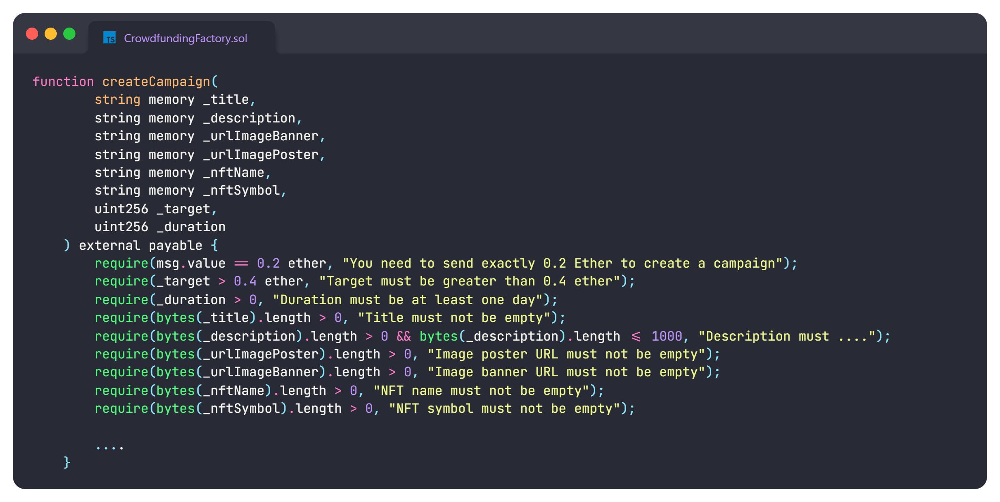 TS CrowdfundingFactory.sol
function createCampaign(
string memory _title,
string memory _description,
string memory _urlImageBanner,
string memory _urlImagePoster,
string memory _nftName,
string memory _nftSymbol,
uint256 _target,
uint256 _duration
) external payable {
require(msg.value == 0.2 ether, "You need to send exactly 0.2 Ether to create a campaign");
require(_target > 0.4 ether, "Target must be greater than 0.4 ether");
require(_duration > 0, "Duration must be at least one day");
require(bytes(_title).length > 0, "Title must not be empty");
require(bytes(_description).length > 0 && bytes(_description).length <= 1000, "Description must ....");
require(bytes(_urlImagePoster).length > 0, "Image poster URL must not be empty");
require(bytes(_urlImageBanner).length > 0, "Image banner URL must not be empty");
require(bytes(_nftName).length > 0, "NFT name must not be empty");
require(bytes(_nftSymbol).length > 0, "NFT symbol must not be empty");
....
}